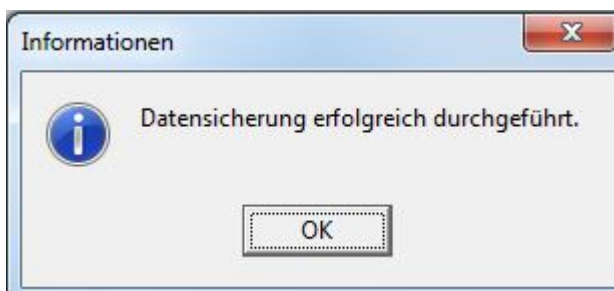 Informationen
Datensicherung erfolgreich durchgeführt.
OK